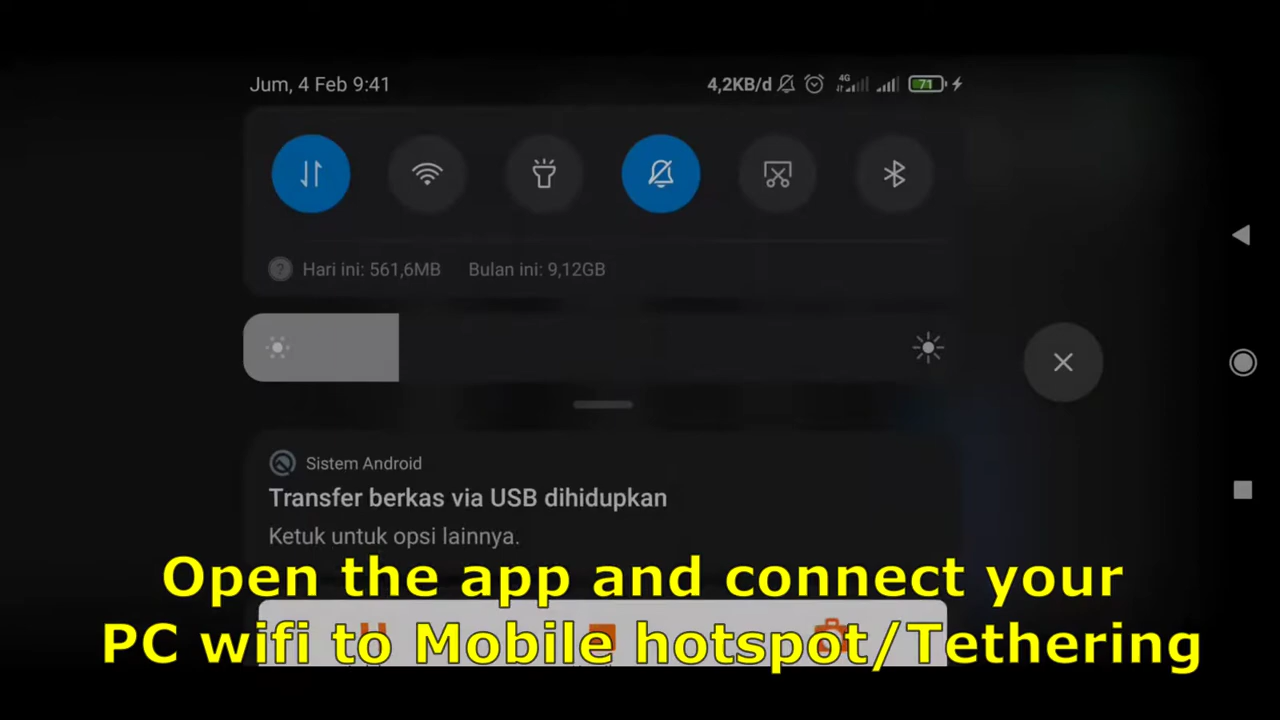 Jum, 4 Feb 9:41
4,2KB/d 4G 71
Hari ini: 561,6MB Bulan ini: 9,12GB
Sistem Android
Transfer berkas via USB dihidupkan
Ketuk untuk opsi lainnya.
Open the app and connect your
PC wifi to Mobile hotspot/Tethering